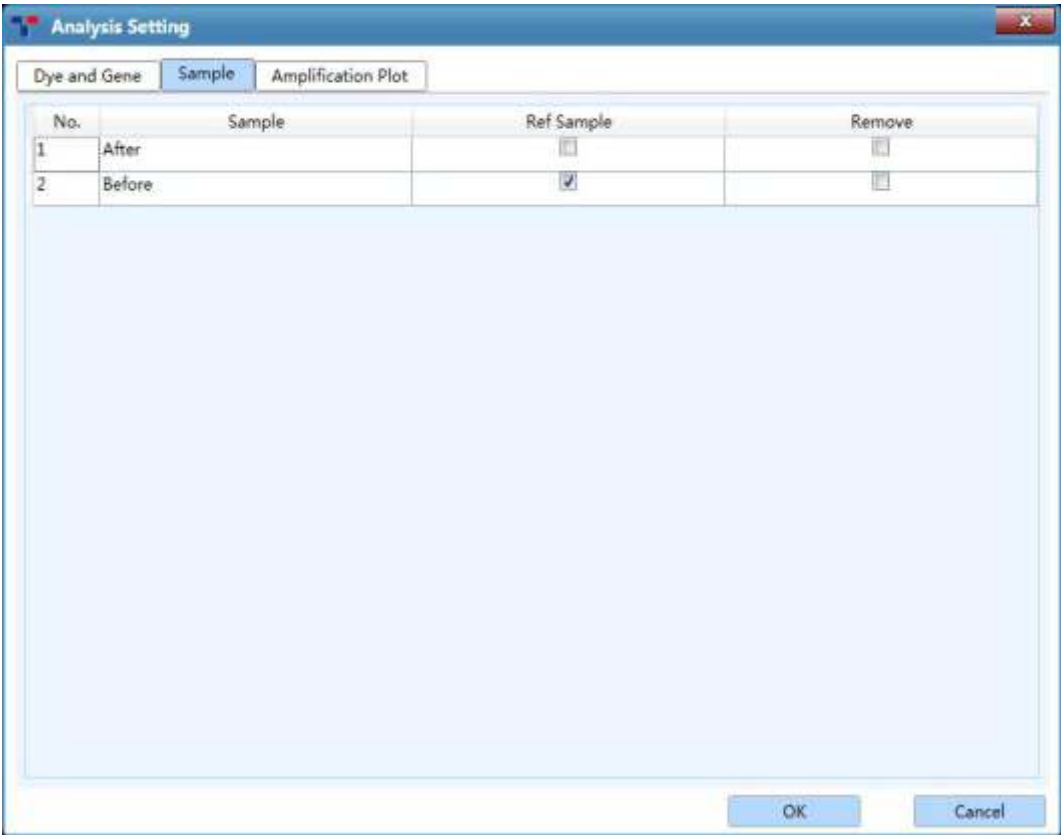 Analysis Setting
x
Dye and Gene Sample Amplification Plot
No. Sample Ref Sample Remove
1 After
2 Before
OK Cancel